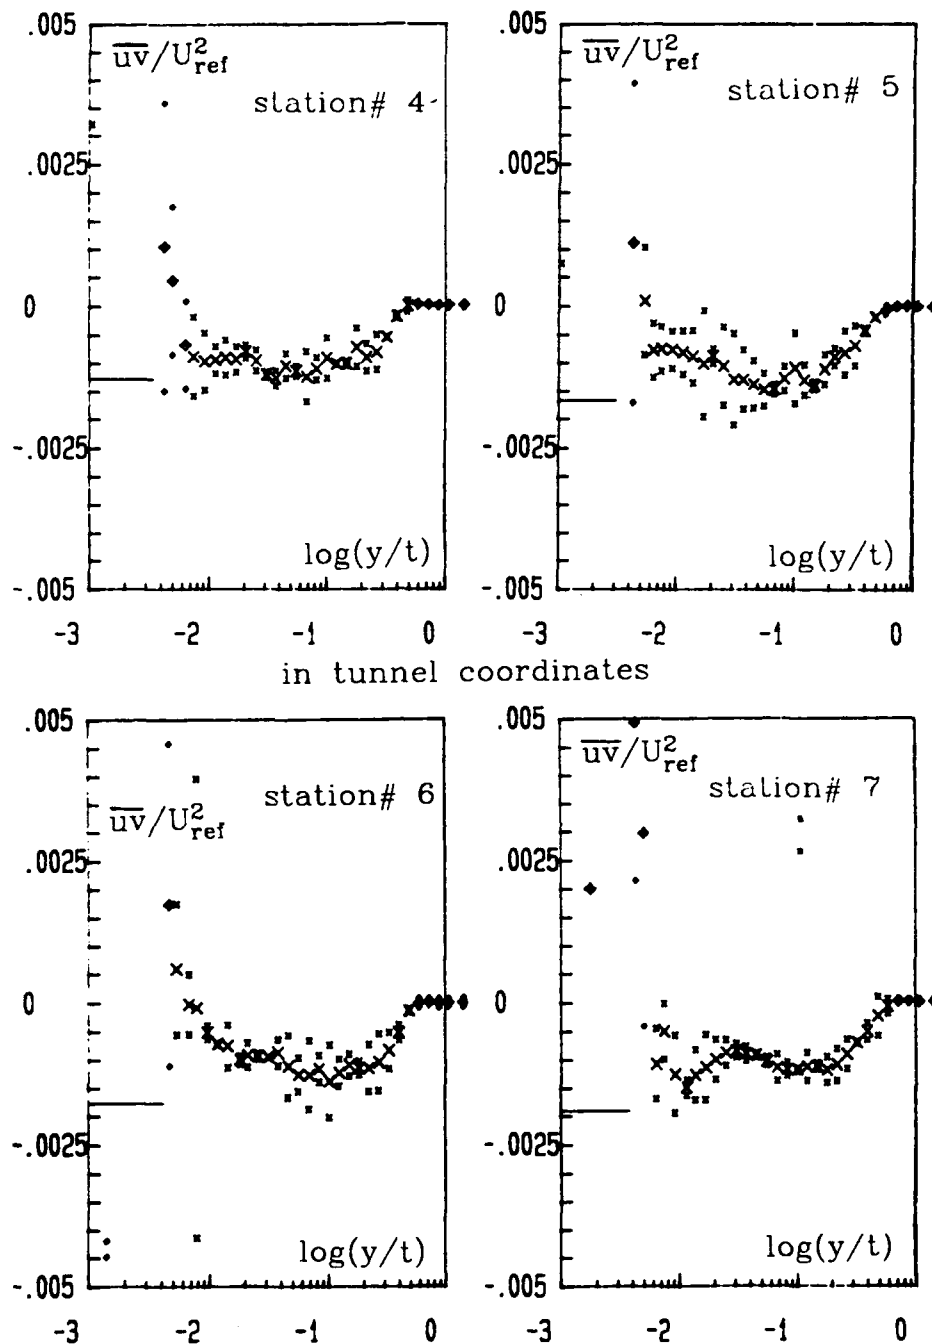 .005
.005
uv/U²ref
uv/U²ref
station# 4
station# 5
.0025
.0025
0
0
-.0025
-.0025
log(y/t)
log(y/t)
-.005
-.005
-3 -2 -1 0
-3 -2 -1 0
in tunnel coordinates
.005
.005
uv/U²ref
station# 6
station# 7
uv/U²ref
.0025
.0025
0
0
-.0025
-.0025
log(y/t)
log(y/t)
-.005
-.005
-3 -2 -1 0
-3 -2 -1 0